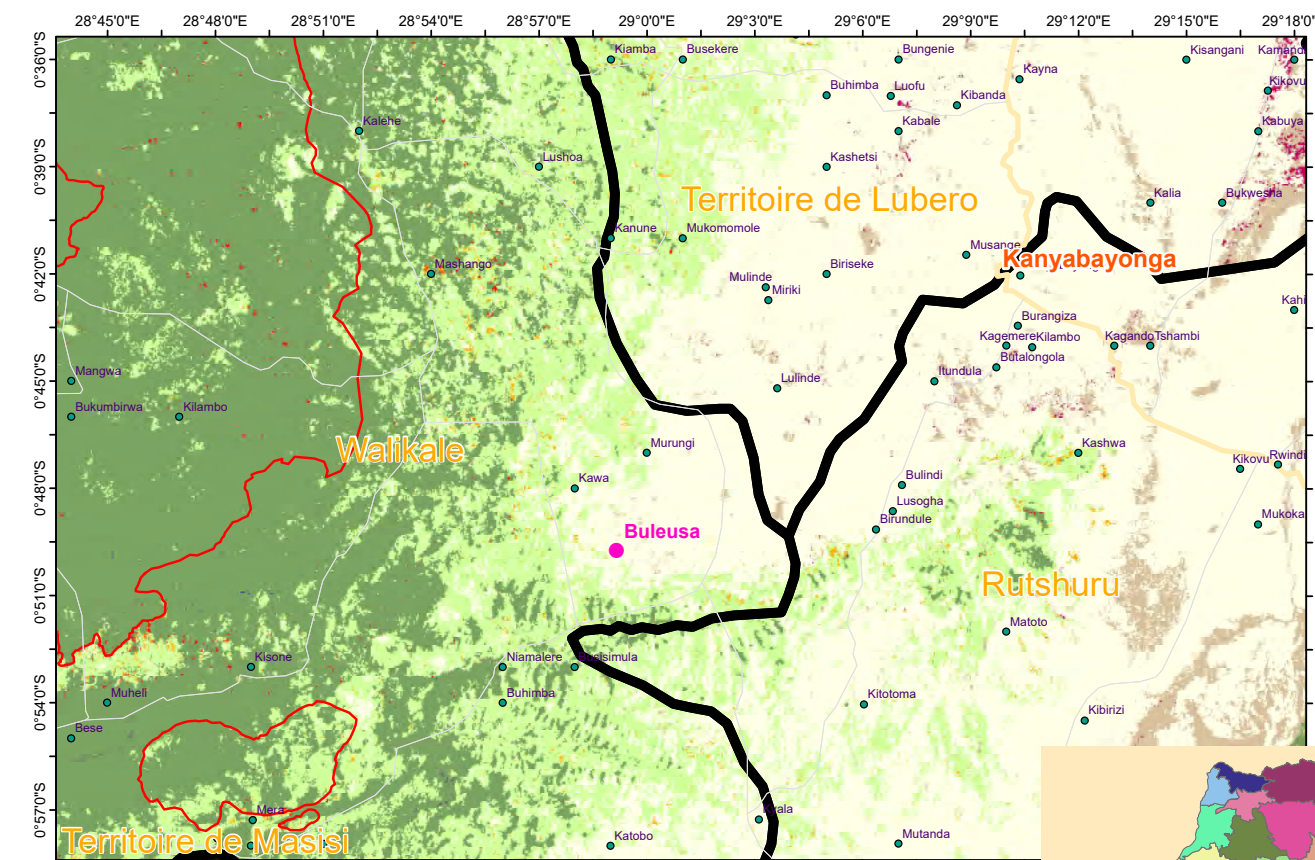 28°45'0"E 28°48'0"E 28°51'0"E 28°54'0"E 28°57'0"E 29°0'0"E 29°3'0"E 29°6'0"E 29°9'0"E 29°12'0"E 29°15'0"E 29°18'0"
0°36'0"S
Kiamba Busekere Bungenie Kisangani Kamand
Kayna
Buhimba Luofu Kibanda Kikovu
Kalehe Kabale Kabuya
0°39'0"S
Lushoa Kashetsi
Territoire de Lubero
Kalia Bukwesha
Kanune Mukomomole
Musange
Kanyabayonga
0°42'0"S
Mashango Mulinde Biriseke
Miriki
Kahi
Burangiza
Kagemere Kilambo Kagando Tshambi
Butalongola
0°45'0"S
Mangwa Lulinde Itundula
Bukumbirwa Kilambo
Walikale
Murungi Kashwa
Kikovu Rwindi
0°48'0"S
Kawa Bulindi
Lusogha
Birundule Mukoka
Buleusa
0°51'0"S
Rutshuru
Matoto
Kisone Niamalere Busisimula
0°54'0"S
Muheli Buhimba Kitotoma
Kibirizi
Bese
0°57'0"S
Mera
Territoire de Masisi
Katobo Mutanda